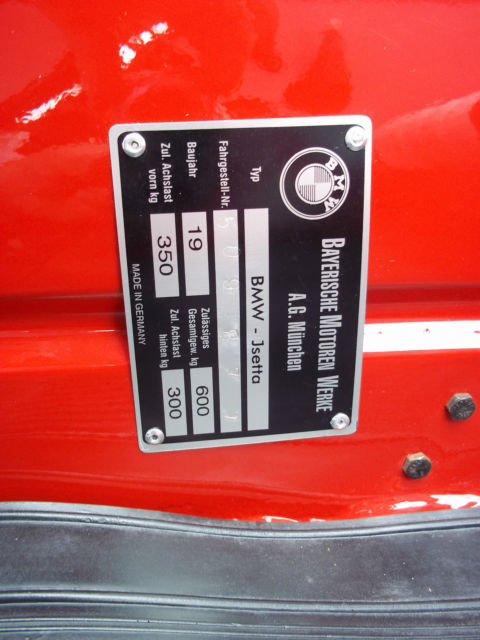 BMW
BAYERISCHE MOTOREN WERKE
A.G. München
Typ BMW - Jsetta
Fahrgestell-Nr.
Baujahr 19 Zulässiges Gesamtgew. kg 600
Zul. Achslast vorn kg 350 Zul. Achslast hinten kg 300
MADE IN GERMANY